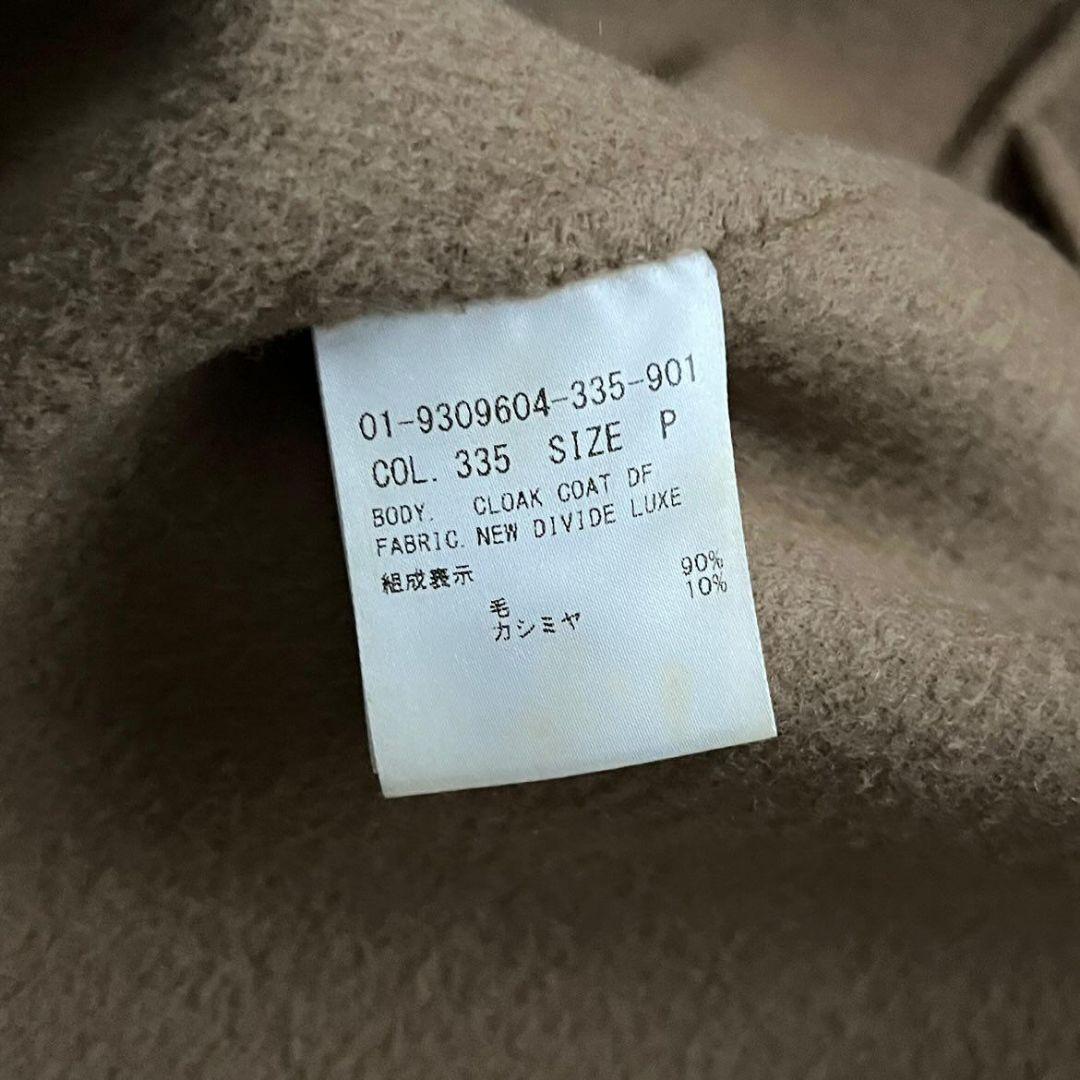 01-9309604-335-901
COL. 335 SIZE P
BODY. CLOAK COAT DF
FABRIC. NEW DIVIDE LUXE
組成表示
毛 90%
カシミヤ 10%